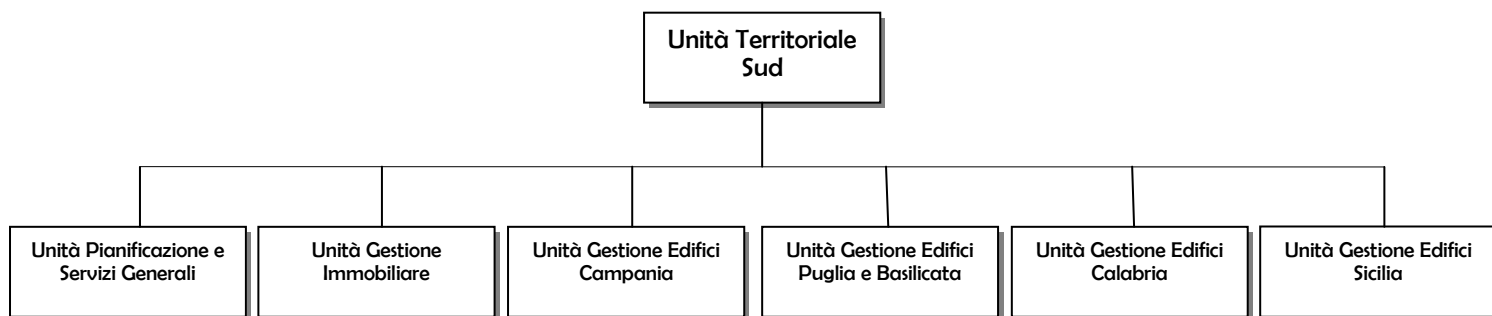 Unità Territoriale
Sud
Unità Pianificazione e
Servizi Generali
Unità Gestione
Immobiliare
Unità Gestione Edifici
Campania
Unità Gestione Edifici
Puglia e Basilicata
Unità Gestione Edifici
Calabria
Unità Gestione Edifici
Sicilia